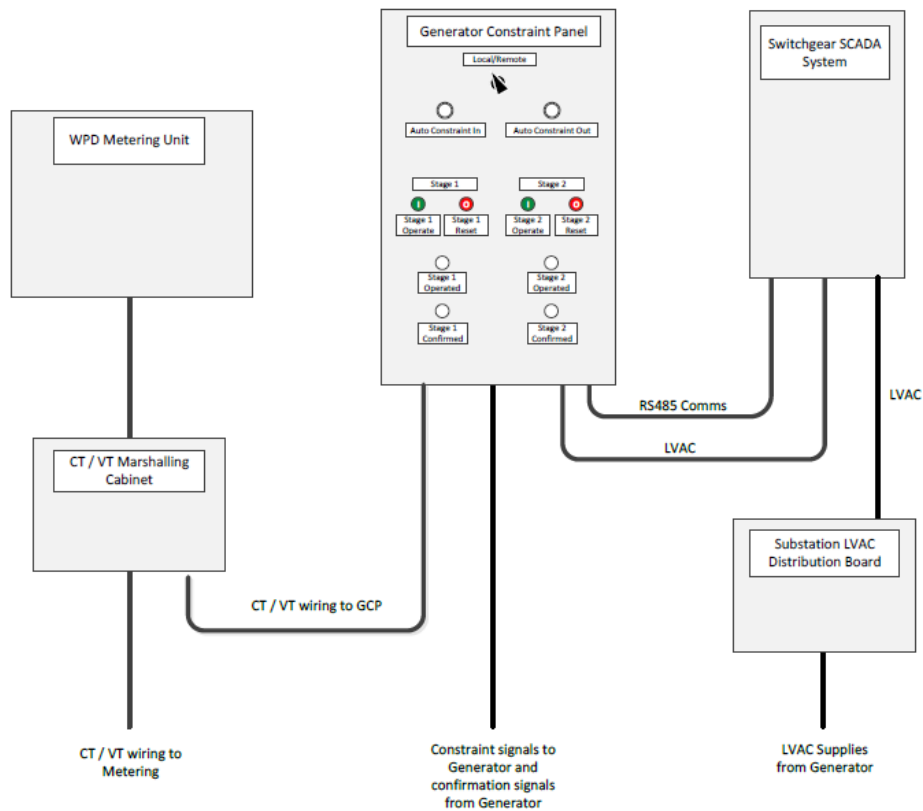 Generator Constraint Panel
Local/Remote
Auto Constraint In
Auto Constraint Out
Stage 1
Stage 2
I
O
I
O
Stage 1
Operate
Stage 1
Reset
Stage 2
Operate
Stage 2
Reset
Stage 1
Operated
Stage 2
Operated
Stage 1
Confirmed
Stage 2
Confirmed
Switchgear SCADA
System
WPD Metering Unit
RS485 Comms
LVAC
LVAC
CT / VT Marshalling
Cabinet
Substation LVAC
Distribution Board
CT / VT wiring to GCP
CT / VT wiring to
Metering
Constraint signals to
Generator and
confirmation signals
from Generator
LVAC Supplies
from Generator